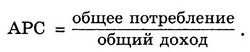 APC = общее потребление
общий доход.